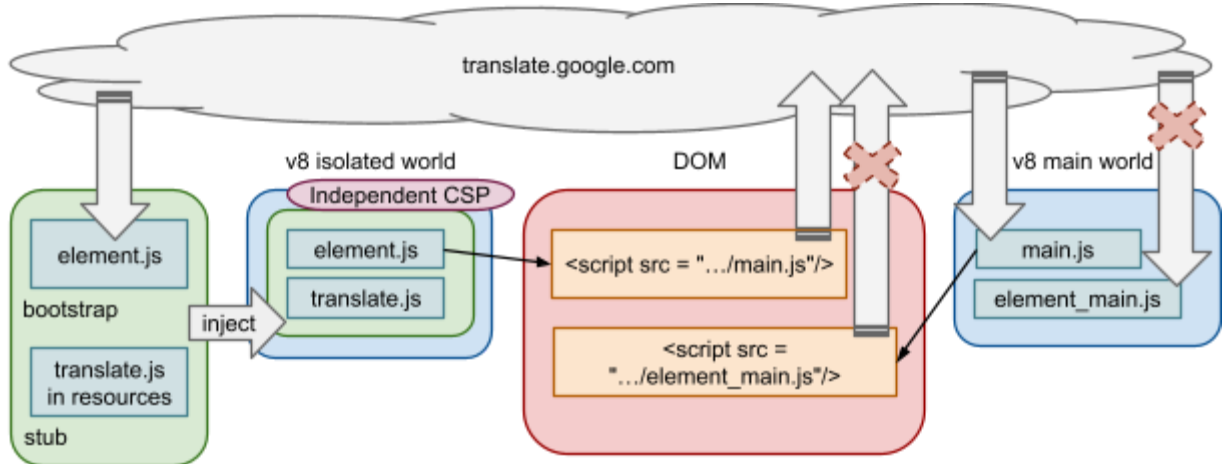 translate.google.com
v8 isolated world
DOM
v8 main world
Independent CSP
element.js
bootstrap
translate.js
in resources
stub
inject
element.js
translate.js
<script src = "…/main.js"/>
<script src =
"…/element_main.js"/>
main.js
element_main.js